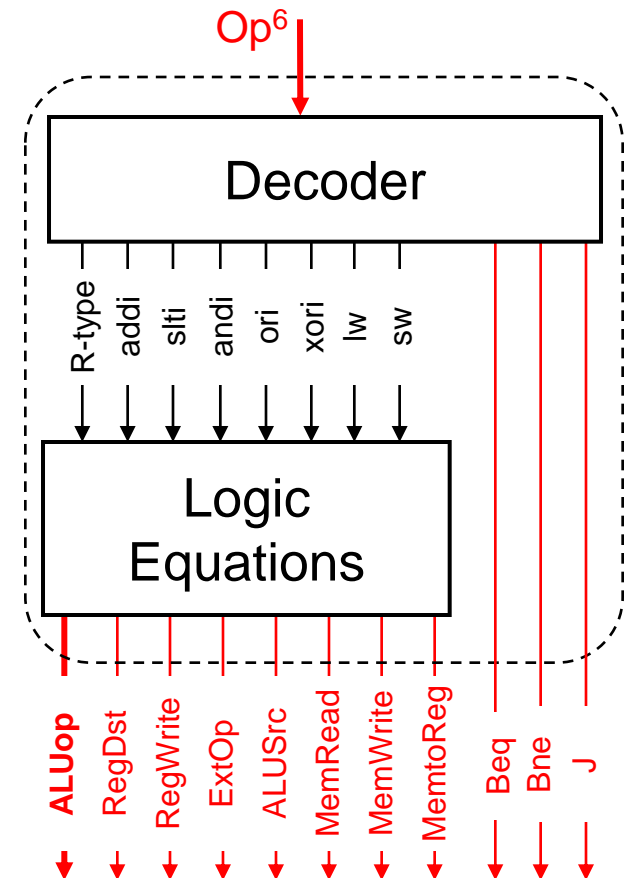 Op⁶
Decoder
R-type
addi
slti
andi
ori
xori
lw
sw
Logic
Equations
ALUop
RegDst
RegWrite
ExtOp
ALUSrc
MemRead
MemWrite
MemtoReg
Beq
Bne
J